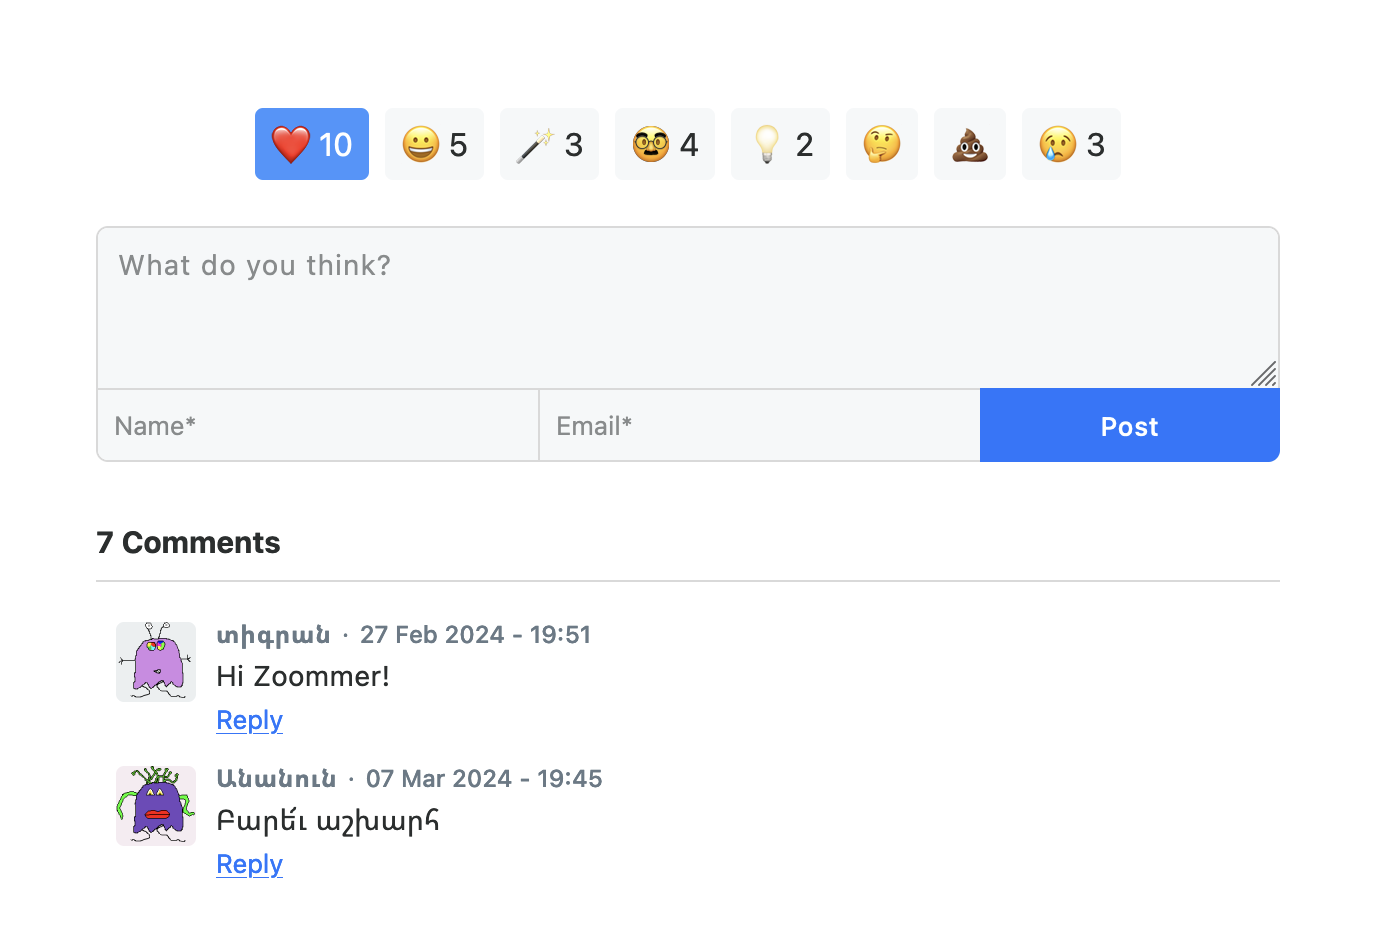 ❤️ 10 😀 5 🪄 3 🥸 4 💡 2 🤔 💩 😢 3
What do you think?
Name* Email* Post
7 Comments
տիգրան · 27 Feb 2024 - 19:51
Hi Zoommer!
Reply
Անանուն · 07 Mar 2024 - 19:45
Բարե՛ւ աշխարհ
Reply